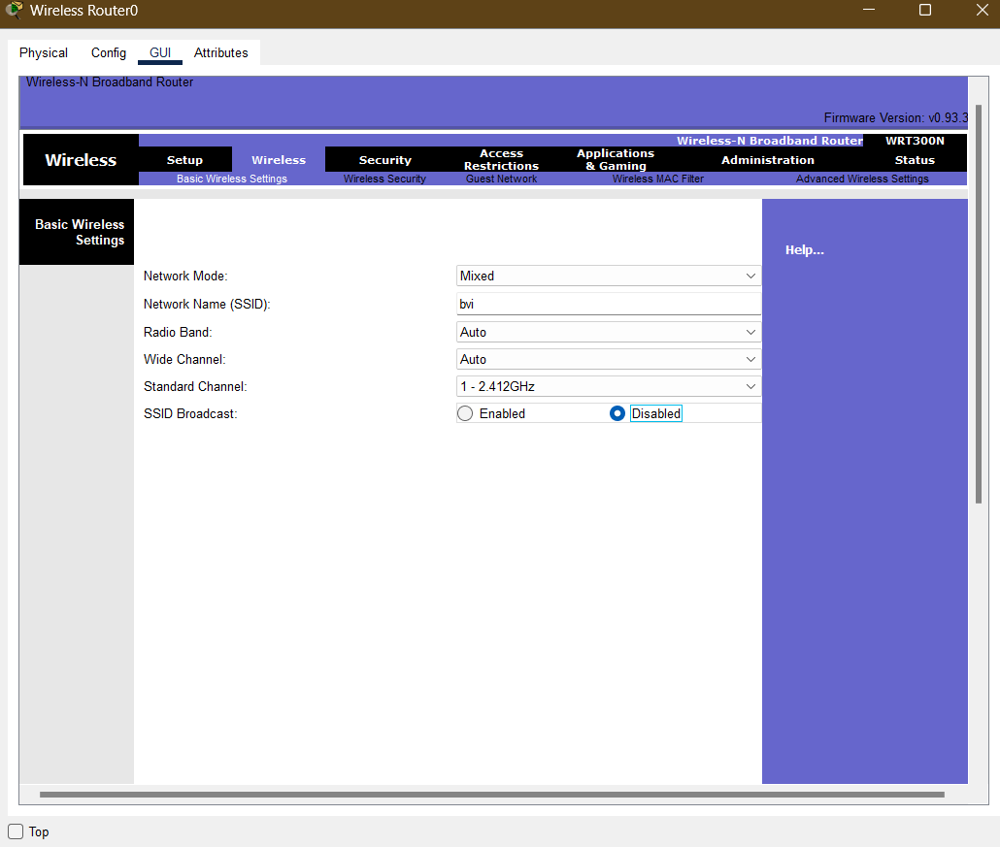 Wireless Router0
Physical Config GUI Attributes
Wireless-N Broadband Router
Firmware Version: v0.93.3
Wireless-N Broadband Router WRT300N
Wireless
Setup Wireless Security Access Restrictions Applications & Gaming Administration Status
Basic Wireless Settings Wireless Security Guest Network Wireless MAC Filter Advanced Wireless Settings
Basic Wireless
Settings
Help...
Network Mode: Mixed
Network Name (SSID): bvi
Radio Band: Auto
Wide Channel: Auto
Standard Channel: 1 - 2.412GHz
SSID Broadcast: Enabled Disabled
Top